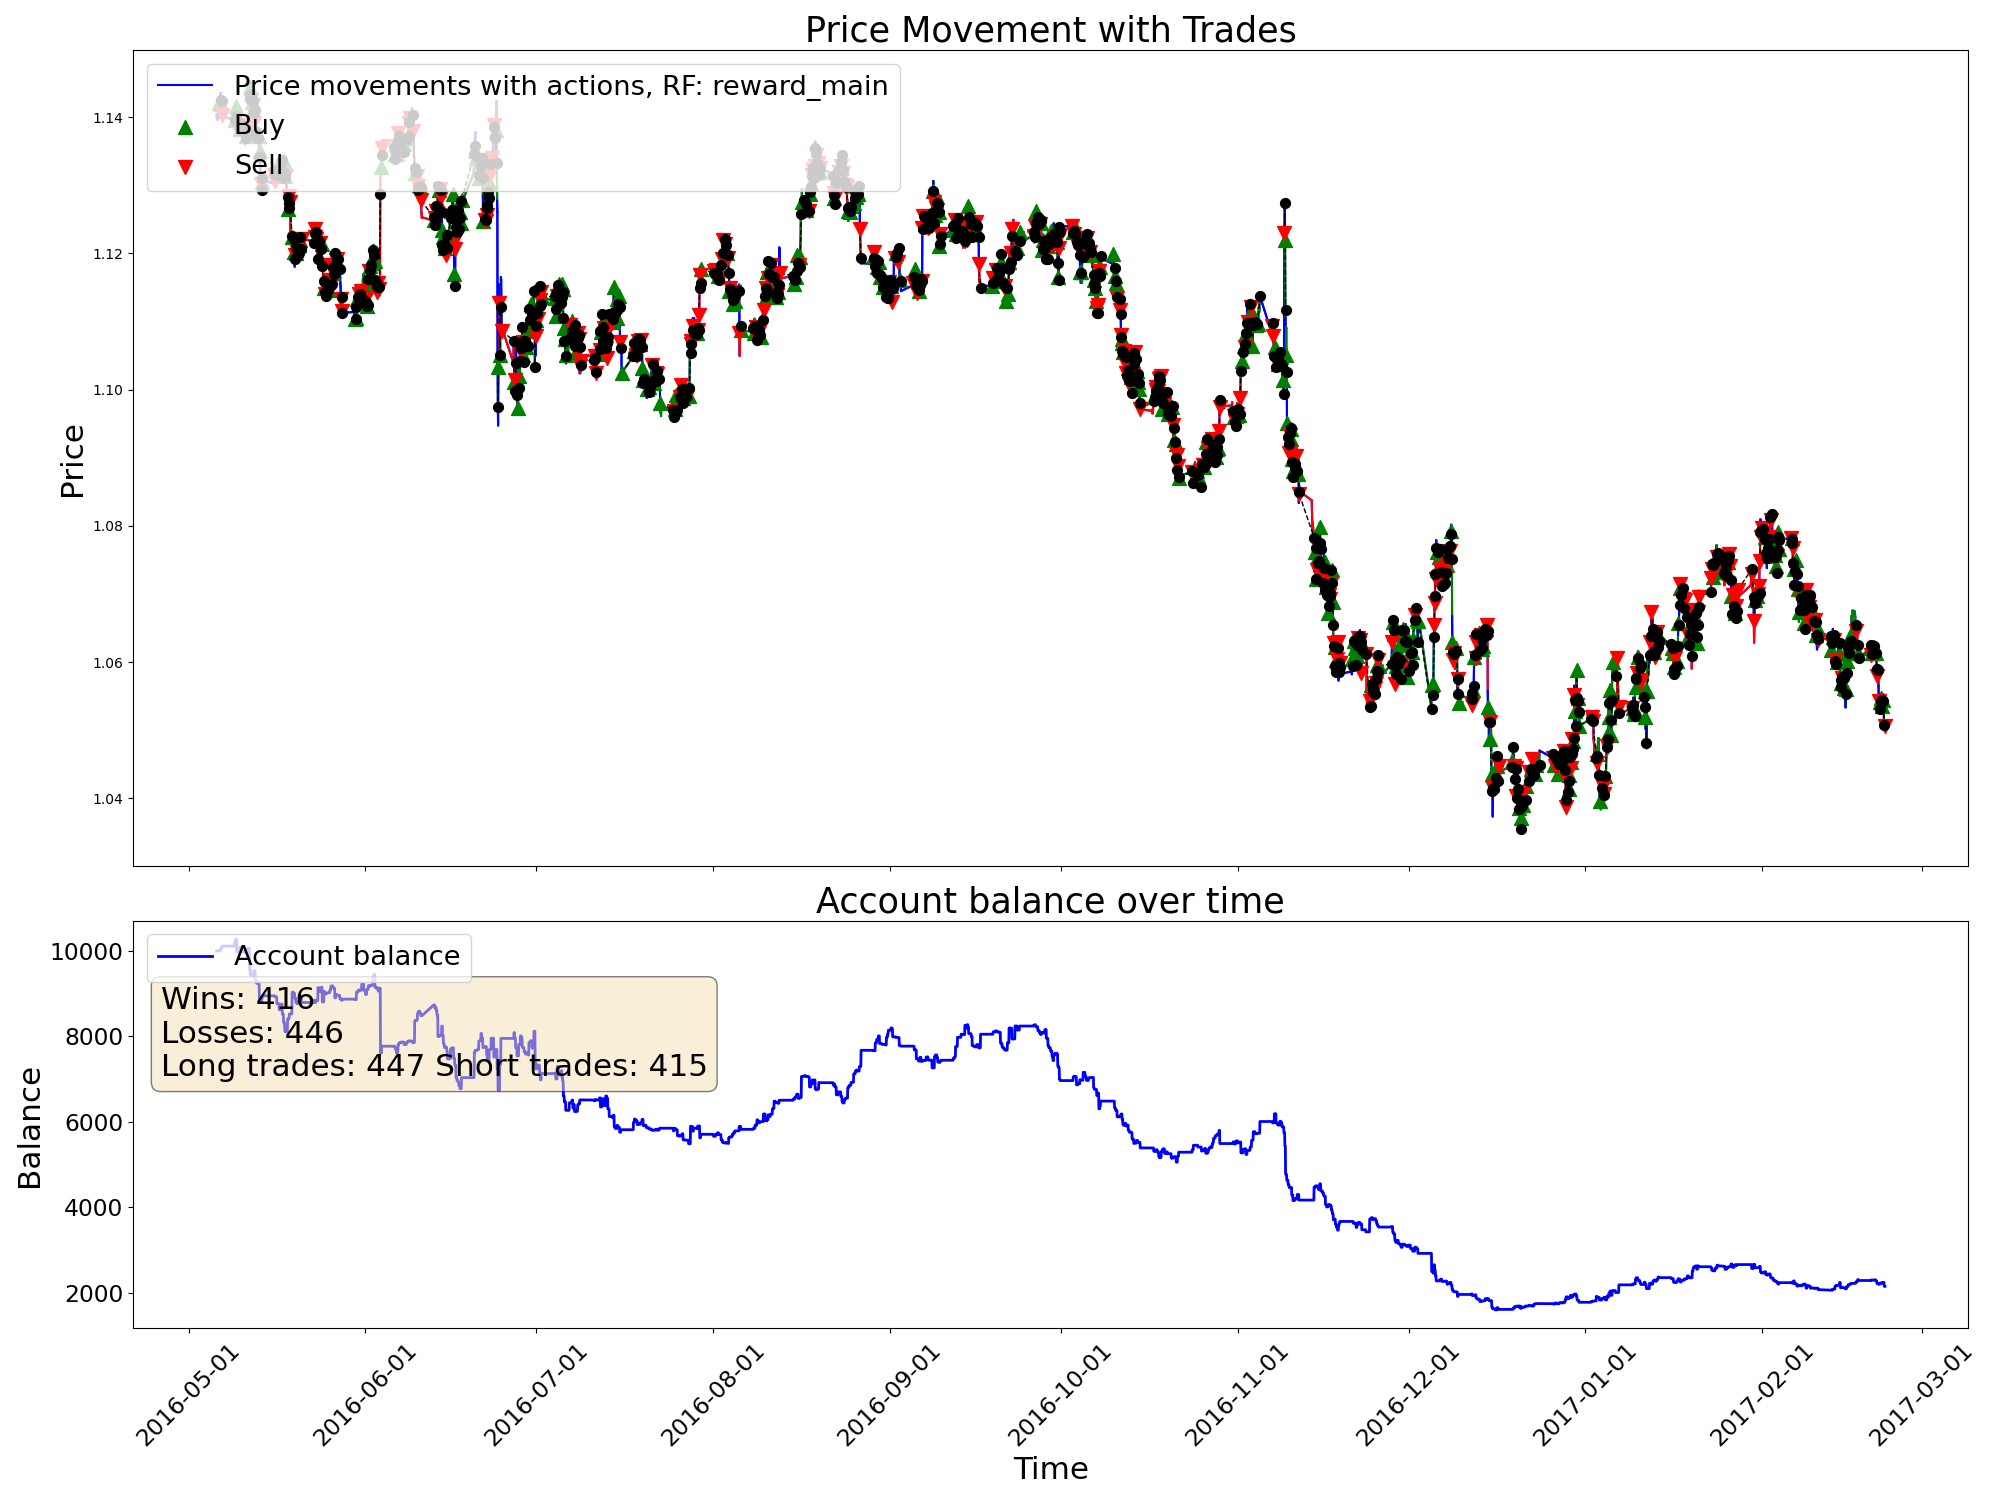 Price Movement with Trades
Price movements with actions, RF: reward_main
Buy
Sell
1.14
1.12
1.10
1.08
1.06
1.04
Price
Account balance over time
Account balance
Wins: 416
Losses: 446
Long trades: 447 Short trades: 415
10000
8000
6000
4000
2000
Balance
2016-05-01
2016-06-01
2016-07-01
2016-08-01
2016-09-01
2016-10-01
2016-11-01
2016-12-01
2017-01-01
2017-02-01
2017-03-01
Time